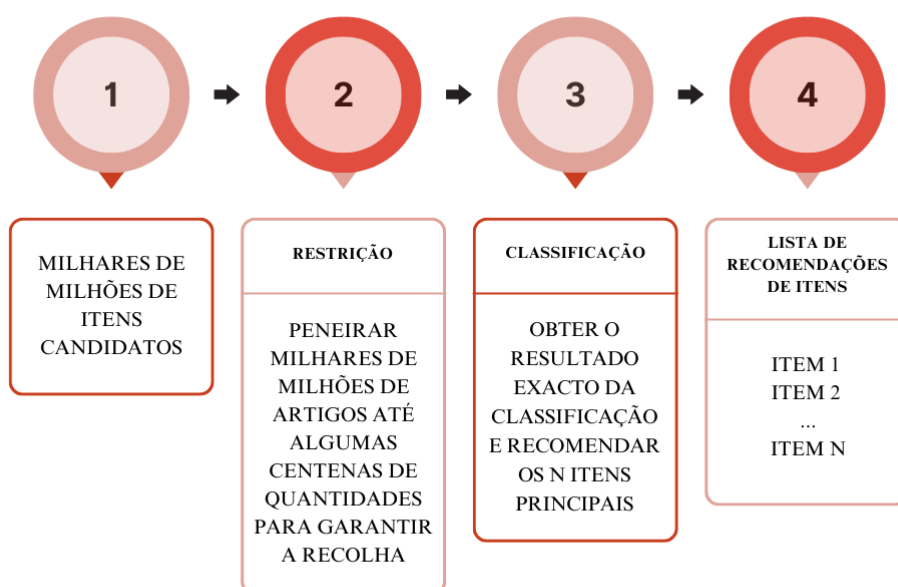 1
2
3
4
MILHARES DE
MILHÕES DE
ITENS
CANDIDATOS
RESTRIÇÃO
PENEIRAR
MILHARES DE
MILHÕES DE
ARTIGOS ATÉ
ALGUMAS
CENTENAS DE
QUANTIDADES
PARA GARANTIR
A RECOLHA
CLASSIFICAÇÃO
OBTER O
RESULTADO
EXACTO DA
CLASSIFICAÇÃO
E RECOMENDAR
OS N ITENS
PRINCIPAIS
LISTA DE
RECOMENDAÇÕES
DE ITENS
ITEM 1
ITEM 2
...
ITEM N